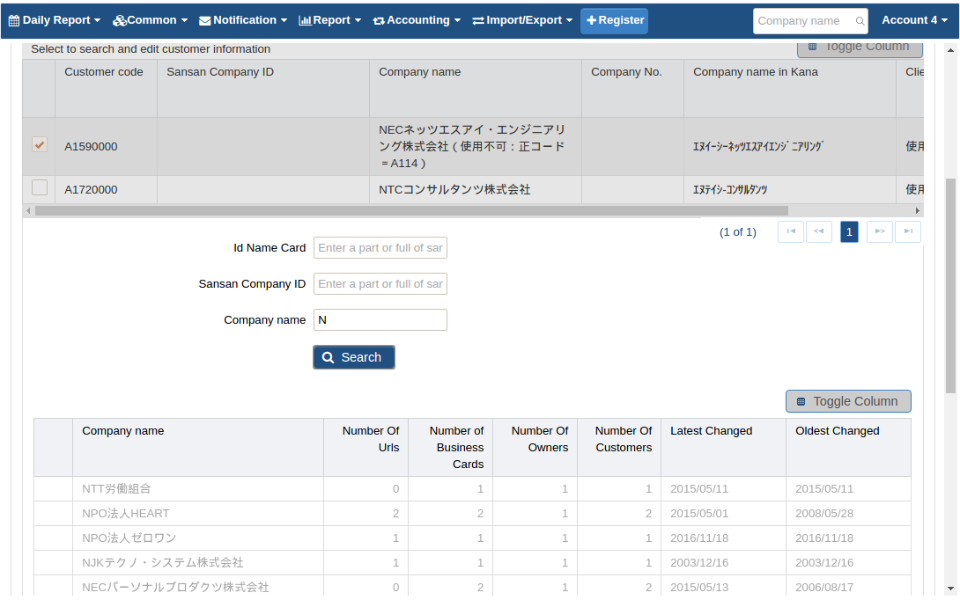 Daily Report Common Notification Report Accounting Import/Export Register Company name Account 4
Select to search and edit customer information
Toggle Column
Customer code Sansan Company ID Company name Company No. Company name in Kana Clie
A1590000
NECネッツエスアイ・エンジニアリ
ング株式会社（使用不可：正コード
＝A114）
ｴﾇｲｰｼｰﾈｯﾂｴｽｱｲｴﾝｼﾞﾆｱﾘﾝｸﾞ 使用
A1720000 NTCコンサルタンツ株式会社 ｴﾇﾃｲｼｰｺﾝｻﾙﾀﾝﾂ 使用
(1 of 1) 1
Id Name Card Enter a part or full of sar
Sansan Company ID Enter a part or full of sar
Company name N
Search
Toggle Column
Company name Number Of Urls Number of Business Cards Number Of Owners Number Of Customers Latest Changed Oldest Changed
NTT労働組合 0 1 1 1 2015/05/11 2015/05/11
NPO法人HEART 2 2 1 2 2015/05/01 2008/05/28
NPO法人ゼロワン 1 1 1 1 2016/11/18 2016/11/18
NJKテクノ・システム株式会社 1 1 1 1 2003/12/16 2003/12/16
NECパーソナルプロダクツ株式会社 0 2 1 2 2015/05/13 2006/08/17